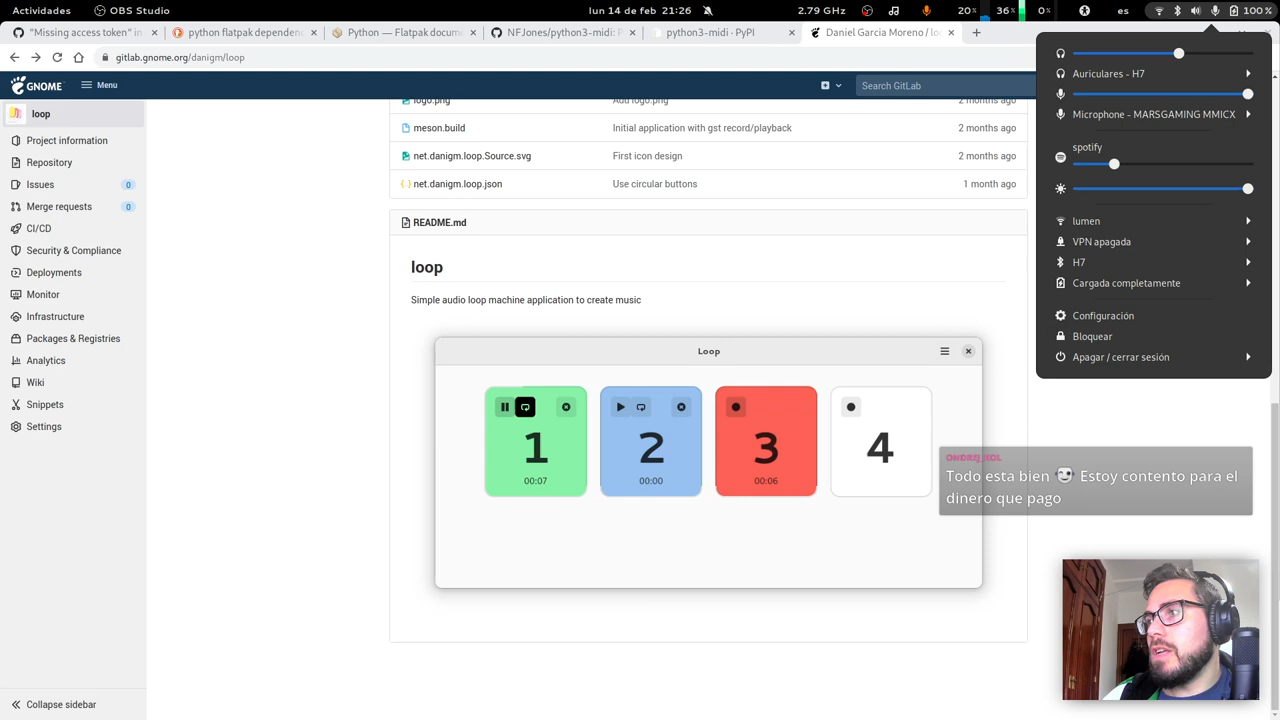 Actividades OBS Studio lun 14 de feb 21:26 2.79 GHz 20% 36% 0% es 100%
"Missing access token" in python flatpak dependenc Python — Flatpak docume NFJones/python3-midi: P python3-midi · PyPI Daniel Garcia Moreno / lo
gitlab.gnome.org/danigm/loop
GNOME Menu Search GitLab
loop
Project information
Repository
Issues 0
Merge requests 0
CI/CD
Security & Compliance
Deployments
Monitor
Infrastructure
Packages & Registries
Analytics
Wiki
Snippets
Settings
Collapse sidebar
logo.png Add logo.png 2 months ago
meson.build Initial application with gst record/playback 2 months ago
net.danigm.loop.Source.svg First icon design 2 months ago
net.danigm.loop.json Use circular buttons 1 month ago
README.md
loop
Simple audio loop machine application to create music
Loop
1 2 3 4
00:07 00:00 00:06
Auriculares - H7
Microphone - MARSGAMING MMICX
spotify
lumen
VPN apagada
H7
Cargada completamente
Configuración
Bloquear
Apagar / cerrar sesión
Todo esta bien Estoy contento para el
dinero que pago